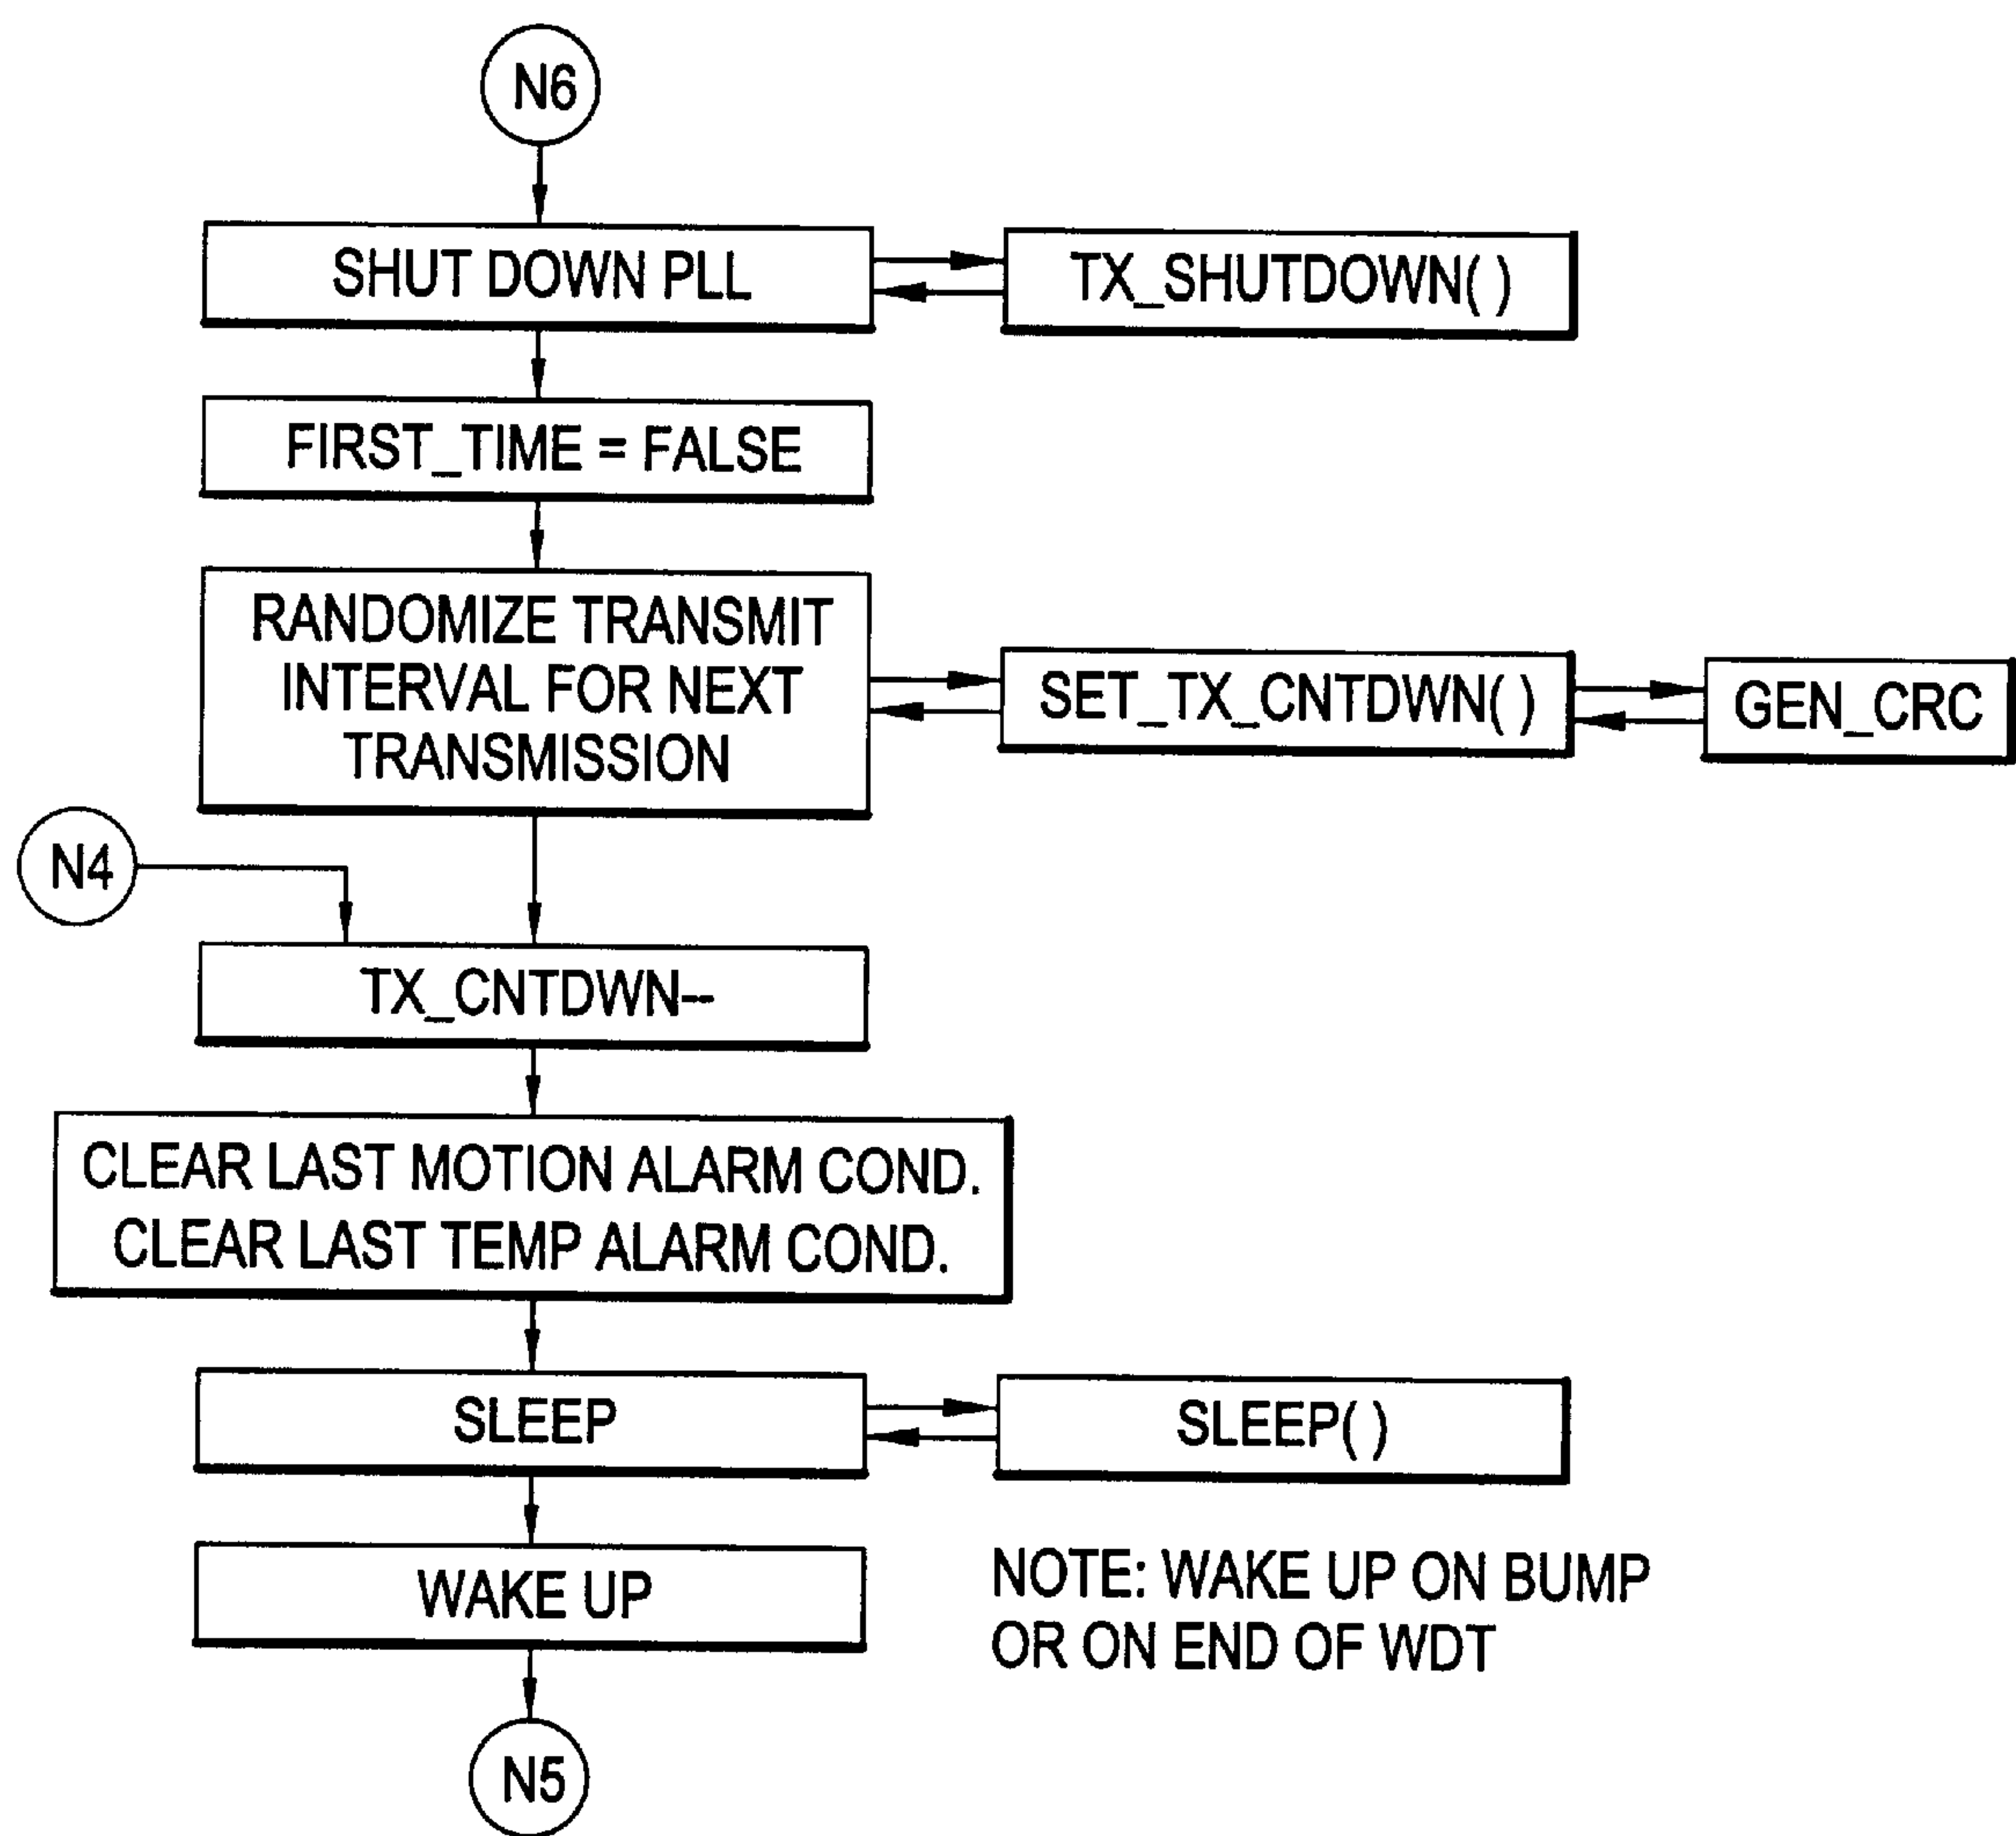 N6
SHUT DOWN PLL
TX_SHUTDOWN( )
FIRST_TIME = FALSE
RANDOMIZE TRANSMIT
INTERVAL FOR NEXT
TRANSMISSION
SET_TX_CNTDWN( )
GEN_CRC
N4
TX_CNTDWN--
CLEAR LAST MOTION ALARM COND.
CLEAR LAST TEMP ALARM COND.
SLEEP
SLEEP( )
WAKE UP
NOTE: WAKE UP ON BUMP
OR ON END OF WDT
N5